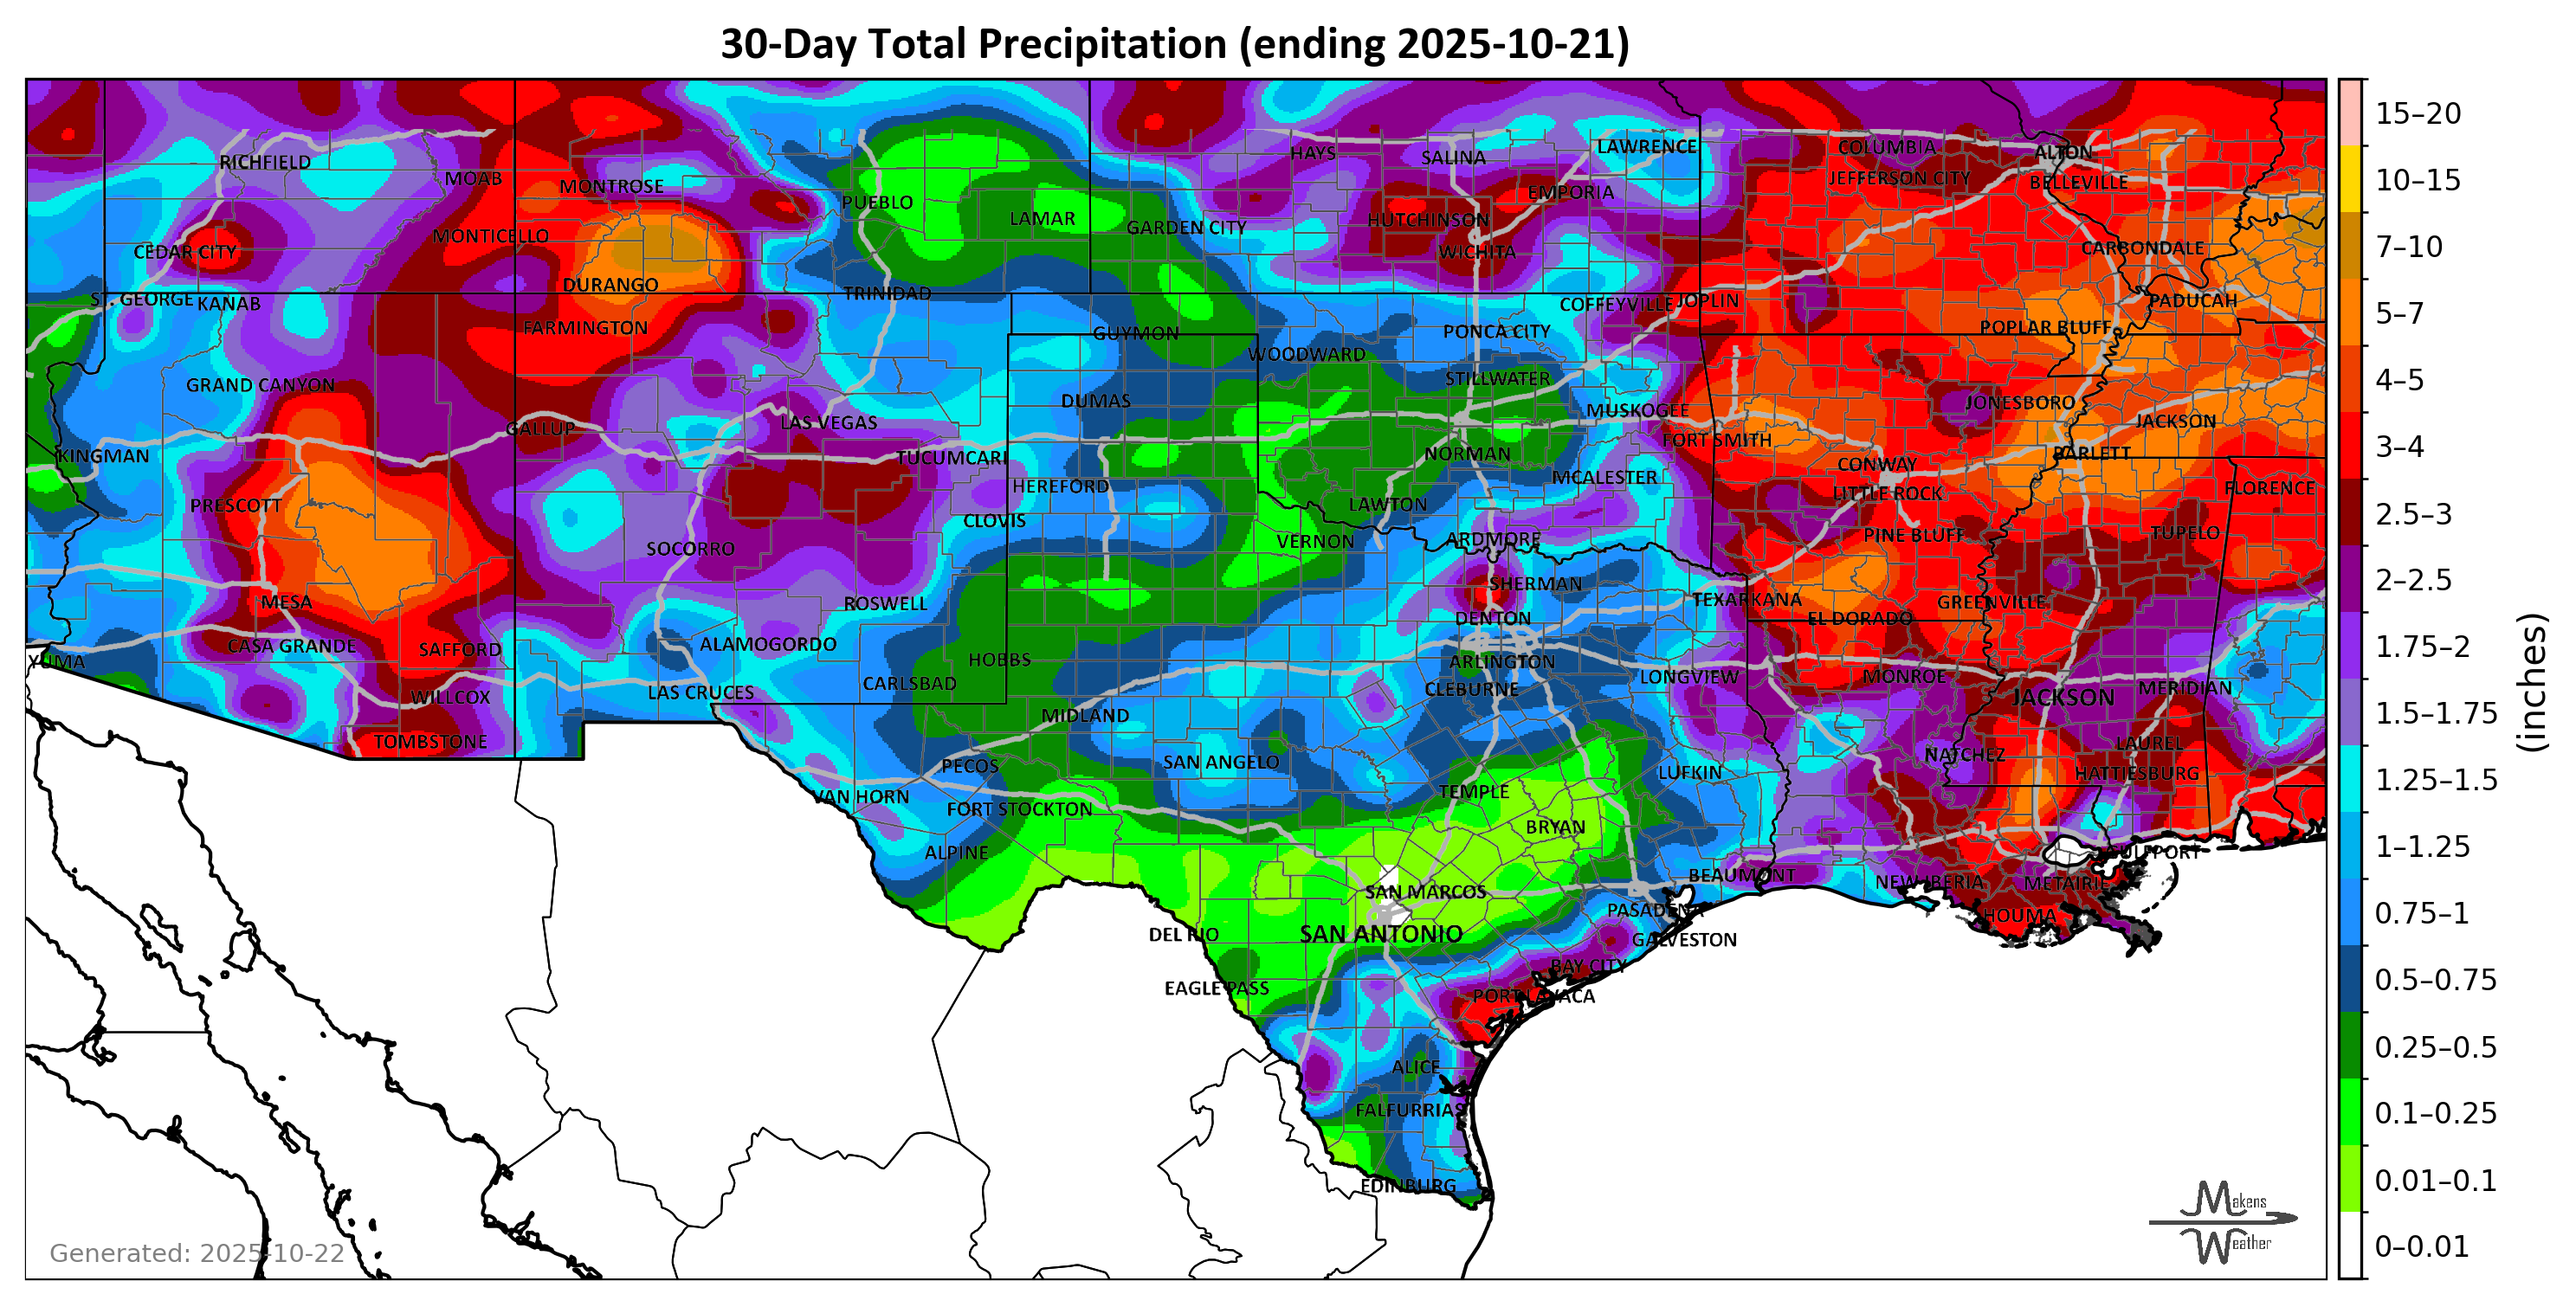 30-Day Total Precipitation (ending 2025-10-21)
RICHFIELD
MOAB
MONTROSE
PUEBLO
LAMAR
HAYS
SALINA
LAWRENCE
COLUMBIA
ALTON
JEFFERSON CITY
BELLEVILLE
EMPORIA
GARDEN CITY
HUTCHINSON
WICHITA
CEDAR CITY
MONTICELLO
CARBONDALE
DURANGO
TRINIDAD
ST. GEORGE
KANAB
COFFEYVILLE
JOPLIN
PADUCAH
FARMINGTON
GUYMON
PONCA CITY
POPLAR BLUFF
WOODWARD
STILLWATER
GRAND CANYON
DUMAS
MUSKOGEE
JONESBORO
JACKSON
GALLUP
LAS VEGAS
FORT SMITH
KINGMAN
TUCUMCARI
NORMAN
BARLETT
CONWAY
MCALESTER
HEREFORD
LITTLE ROCK
FLORENCE
PRESCOTT
LAWTON
CLOVIS
SOCORRO
VERNON
ARDMORE
PINE BLUFF
TUPELO
SHERMAN
MESA
ROSWELL
TEXARKANA
GREENVILLE
DENTON
EL DORADO
CASA GRANDE
SAFFORD
ALAMOGORDO
YUMA
HOBBS
ARLINGTON
LONGVIEW
MONROE
WILLCOX
LAS CRUCES
CARLSBAD
CLEBURNE
JACKSON
MERIDIAN
MIDLAND
TOMBSTONE
PECOS
SAN ANGELO
LUFKIN
NATCHEZ
LAUREL
HATTIESBURG
VAN HORN
FORT STOCKTON
TEMPLE
BRYAN
ALPINE
GULFPORT
SAN MARCOS
BEAUMONT
NEW IBERIA
METAIRIE
PASADENA
HOUMA
DEL RIO
SAN ANTONIO
GALVESTON
BAY CITY
EAGLE PASS
PORT LAVACA
ALICE
FALFURRIAS
EDINBURG
15–20
10–15
7–10
5–7
4–5
3–4
2.5–3
2–2.5
1.75–2
1.5–1.75
1.25–1.5
1–1.25
0.75–1
0.5–0.75
0.25–0.5
0.1–0.25
0.01–0.1
0–0.01
(inches)
Generated: 2025-10-22
Makens
Weather